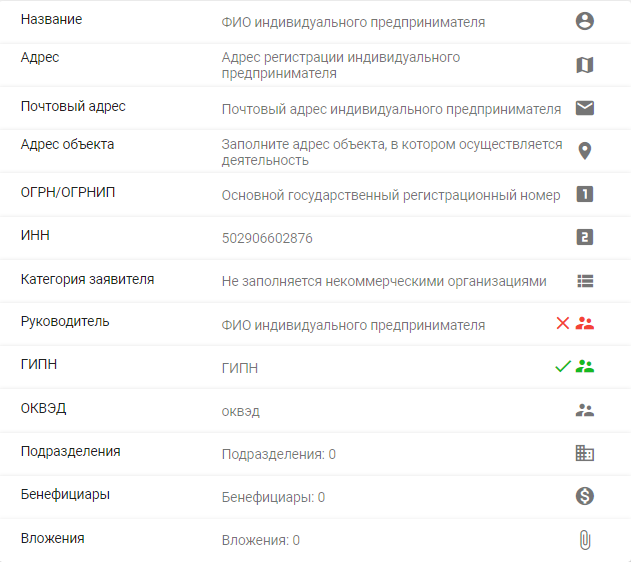 Название
ФИО индивидуального предпринимателя
Адрес
Адрес регистрации индивидуального
предпринимателя
Почтовый адрес
Почтовый адрес индивидуального предпринимателя
Адрес объекта
Заполните адрес объекта, в котором осуществляется
деятельность
ОГРН/ОГРНИП
Основной государственный регистрационный номер
1
ИНН
502906602876
2
Категория заявителя
Не заполняется некоммерческими организациями
Руководитель
ФИО индивидуального предпринимателя
ГИПН
ГИПН
ОКВЭД
оквэд
Подразделения
Подразделения: 0
Бенефициары
Бенефициары: 0
$
Вложения
Вложения: 0